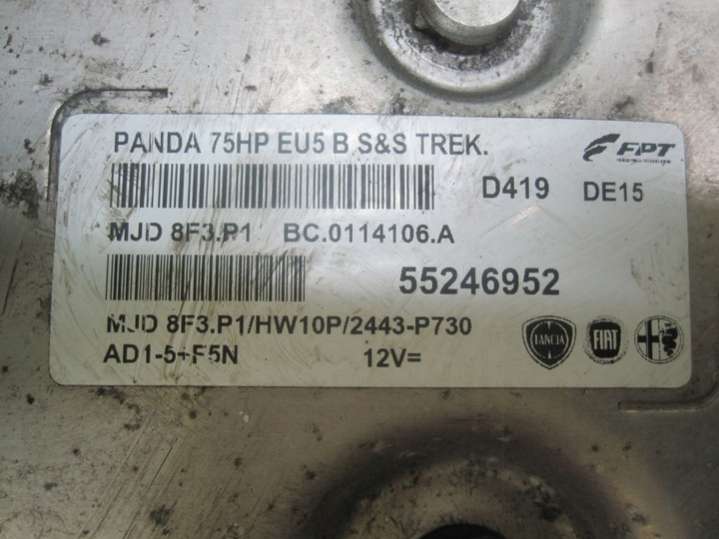 PANDA 75HP EU5 B S&S TREK.
FPT
D419 DE15
MJD 8F3.P1 BC.0114106.A
55246952
MJD 8F3.P1/HW10P/2443-P730
LANCIA FIAT
AD1-5+F5N 12V=